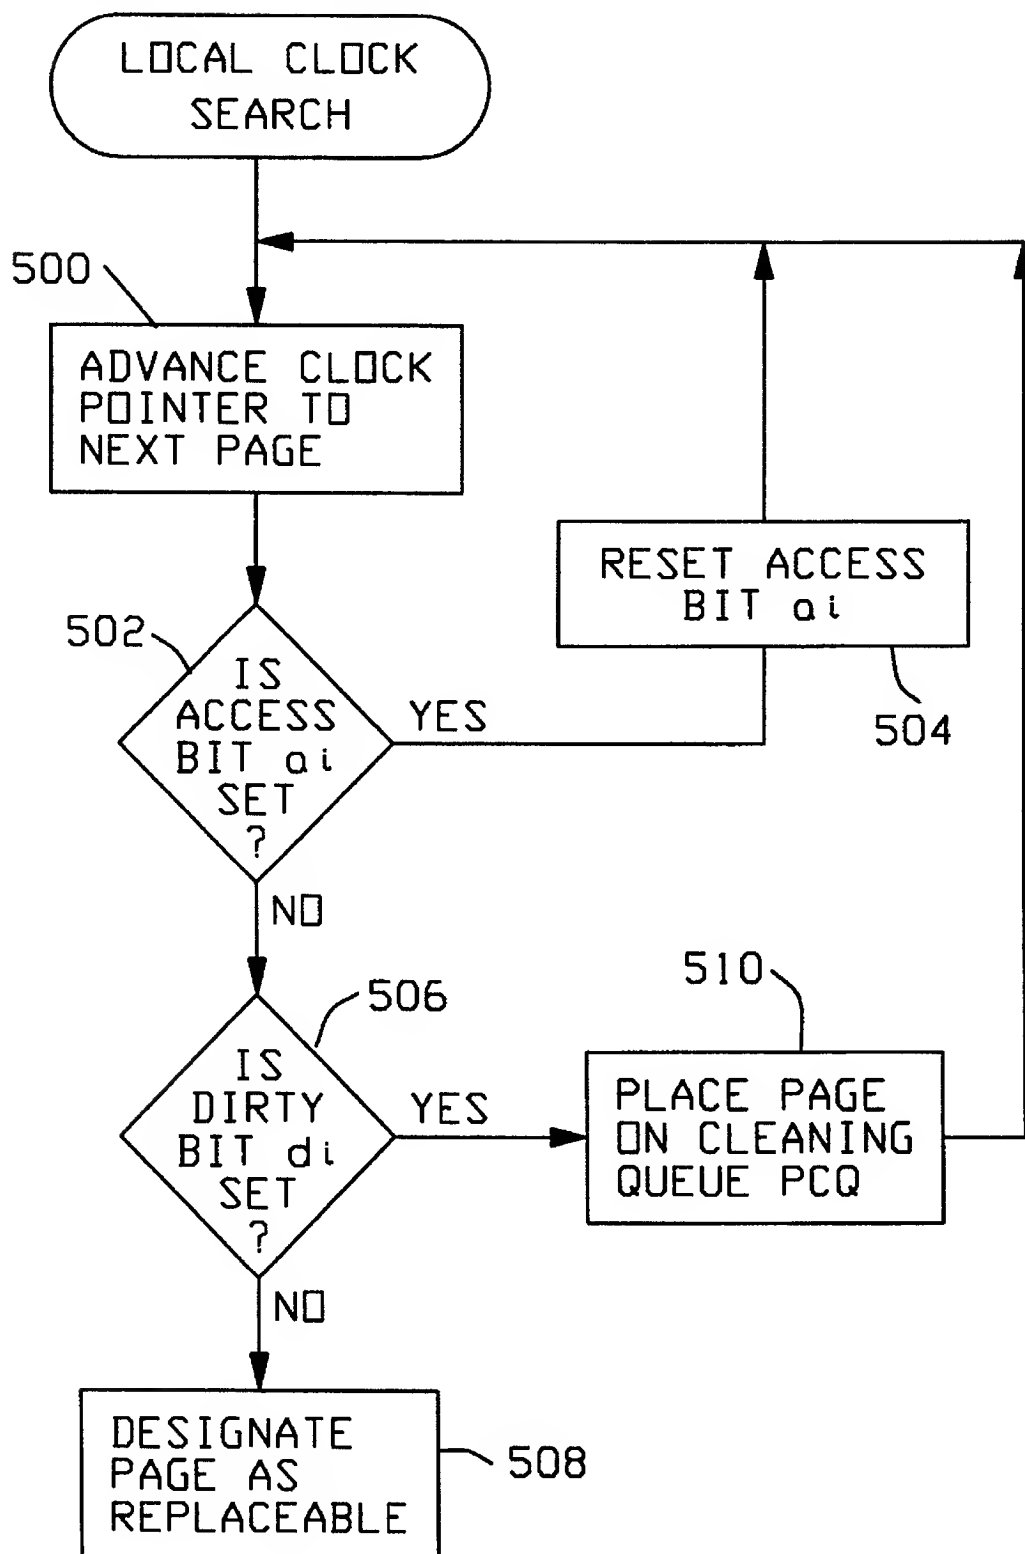 LOCAL CLOCK
SEARCH
500
ADVANCE CLOCK
POINTER TO
NEXT PAGE
RESET ACCESS
BIT ai
504
502
IS
ACCESS
BIT ai
SET
?
YES
NO
506
IS
DIRTY
BIT di
SET
?
YES
510
PLACE PAGE
ON CLEANING
QUEUE PCQ
NO
DESIGNATE
PAGE AS
REPLACEABLE
508